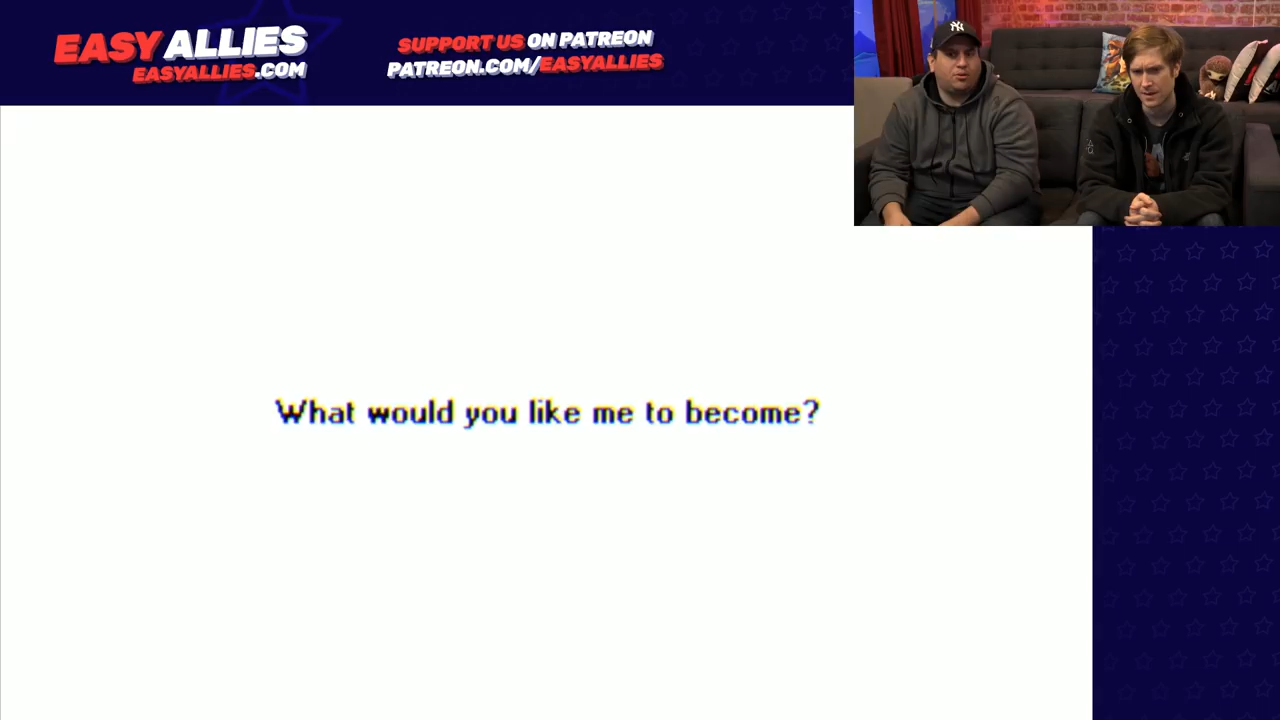 EASY ALLIES
EASYALLIES.COM
SUPPORT US ON PATREON
PATREON.COM/EASYALLIES
What would you like me to become?